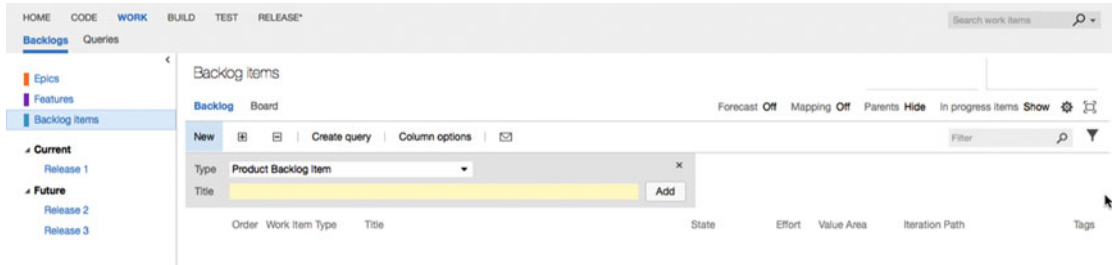 HOME CODE WORK BUILD TEST RELEASE*
Search work items
Backlogs Queries
Epics
Features
Backlog items
Current
Release 1
Future
Release 2
Release 3
Backlog items
Backlog Board
Forecast Off Mapping Off Parents Hide In progress items Show
New Create query Column options
Filter
Type Product Backlog Item
Title
Add
Order Work Item Type Title State Effort Value Area Iteration Path Tags